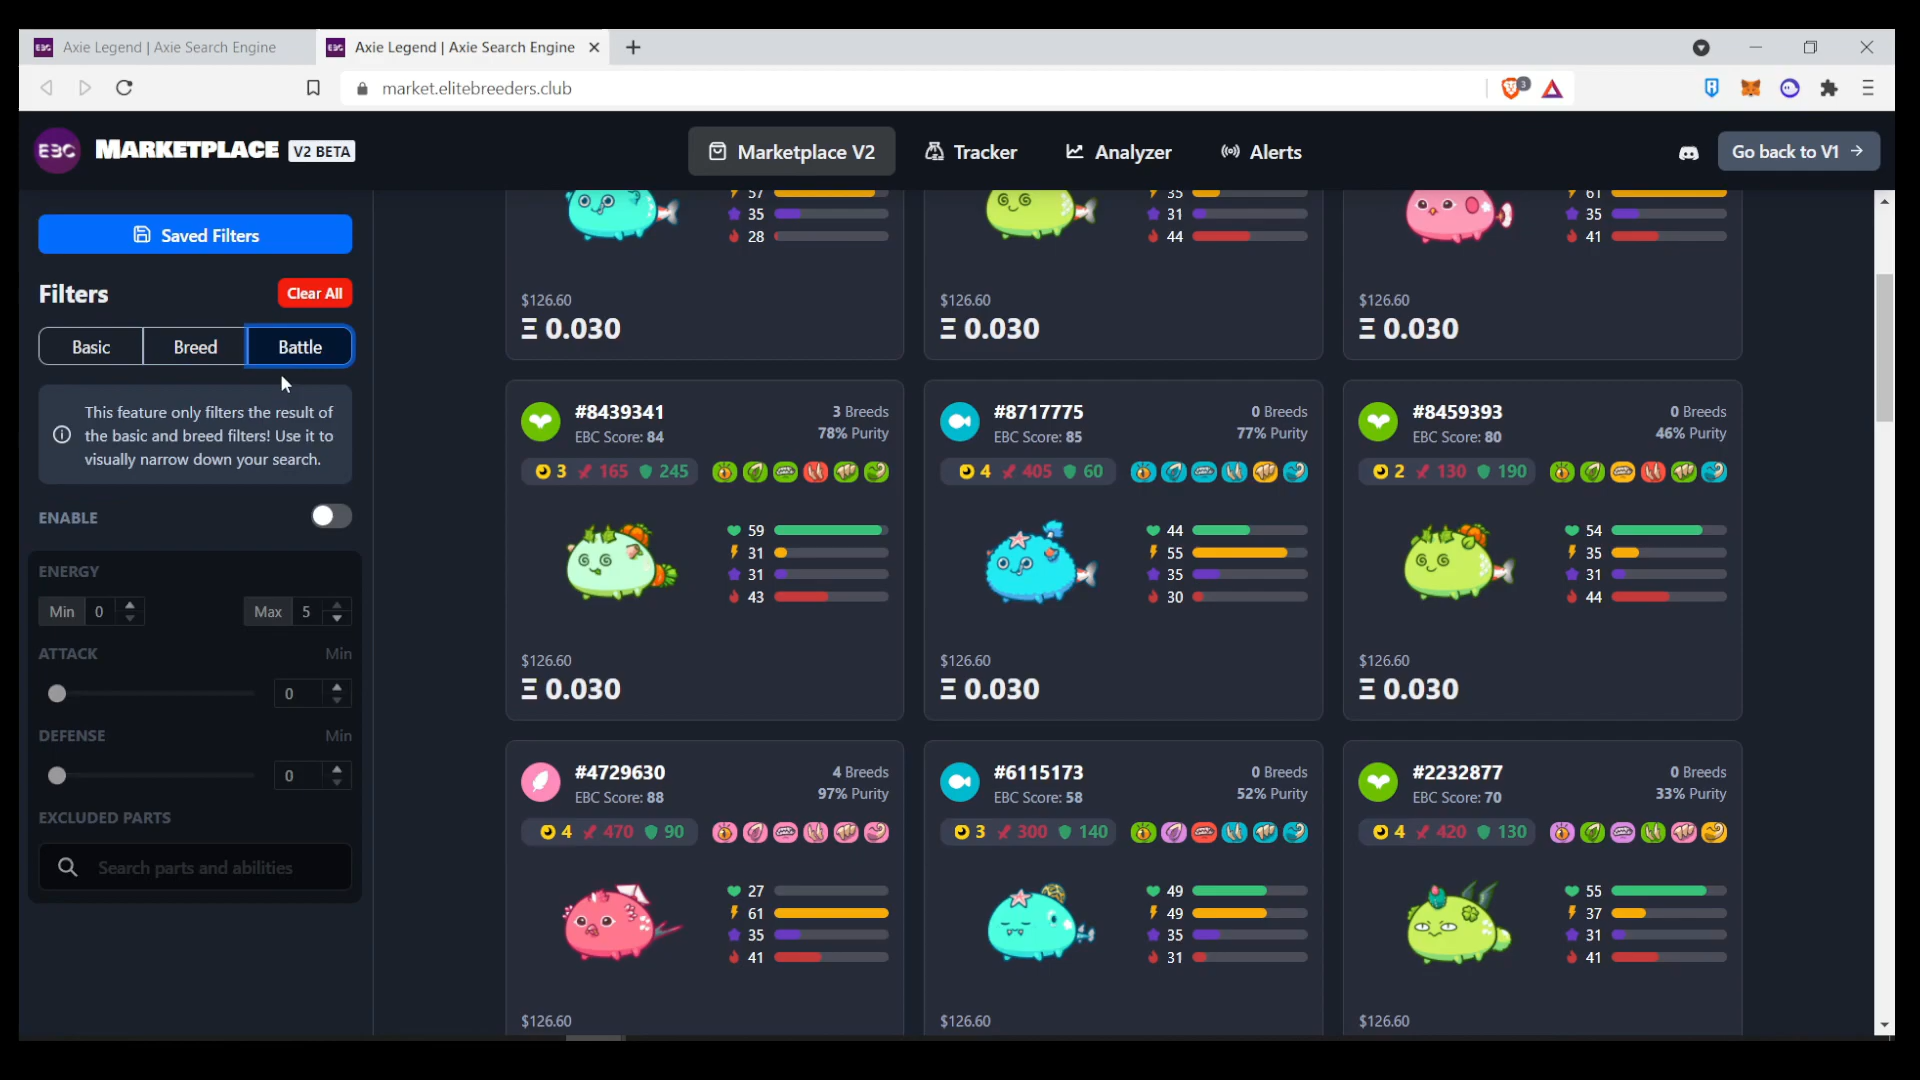 Axie Legend | Axie Search Engine
Axie Legend | Axie Search Engine
market.elitebreeders.club
3
EBC
MARKETPLACE V2 BETA
Marketplace V2
Tracker
Analyzer
Alerts
Go back to V1
Saved Filters
Filters
Clear All
Basic
Breed
Battle
This feature only filters the result of
the basic and breed filters! Use it to
visually narrow down your search.
ENABLE
ENERGY
Min 0
Max 5
ATTACK Min
0
DEFENSE Min
0
EXCLUDED PARTS
Search parts and abilities
57
35
28
$126.60
Ξ 0.030
35
31
44
$126.60
Ξ 0.030
61
35
41
$126.60
Ξ 0.030
#8439341 3 Breeds
EBC Score: 84 78% Purity
3 165 245
59
31
31
43
$126.60
Ξ 0.030
#8717775 0 Breeds
EBC Score: 85 77% Purity
4 405 60
44
55
35
30
$126.60
Ξ 0.030
#8459393 0 Breeds
EBC Score: 80 46% Purity
2 130 190
54
35
31
44
$126.60
Ξ 0.030
#4729630 4 Breeds
EBC Score: 88 97% Purity
4 470 90
27
61
35
41
$126.60
#6115173 0 Breeds
EBC Score: 58 52% Purity
3 300 140
49
49
35
31
$126.60
#2232877 0 Breeds
EBC Score: 70 33% Purity
4 420 130
55
37
31
41
$126.60